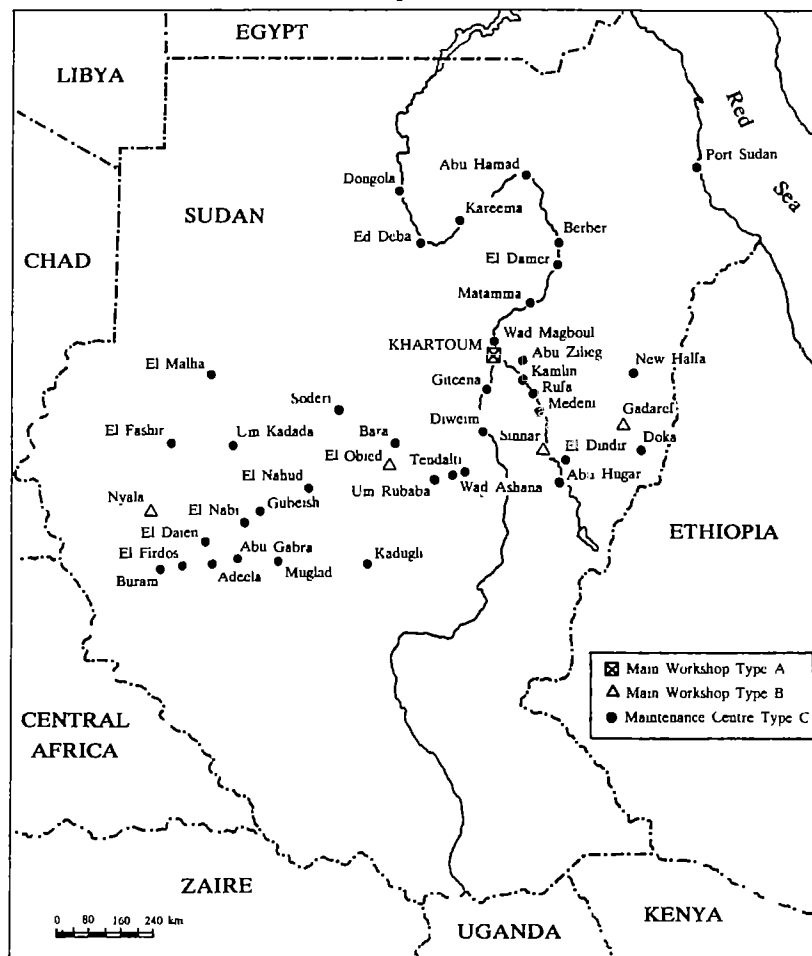 EGYPT
LIBYA
Red
Sea
Port Sudan
Abu Hamad
Dongola
Kareema
SUDAN
Ed Deba
Berber
El Damer
CHAD
Matamma
Wad Magboul
KHARTOUM
Abu Zileg
New Halfa
El Malha
Kamlin
Giteena
Rufa
Soderi
Medeni
Gadaref
Diweim
El Fashir
Um Kadada
Bara
Sinnar
El Dindir
Doka
El Obied
Tendalti
El Nahud
Um Rubaba
Wad Ashana
Abu Hugar
Nyala
El Nabi
Gubeish
El Daien
ETHIOPIA
El Firdos
Abu Gabra
Kadugli
Buram
Adeela
Muglad
Main Workshop Type A
Main Workshop Type B
Maintenance Centre Type C
CENTRAL
AFRICA
ZAIRE
KENYA
UGANDA
0 80 160 240 km